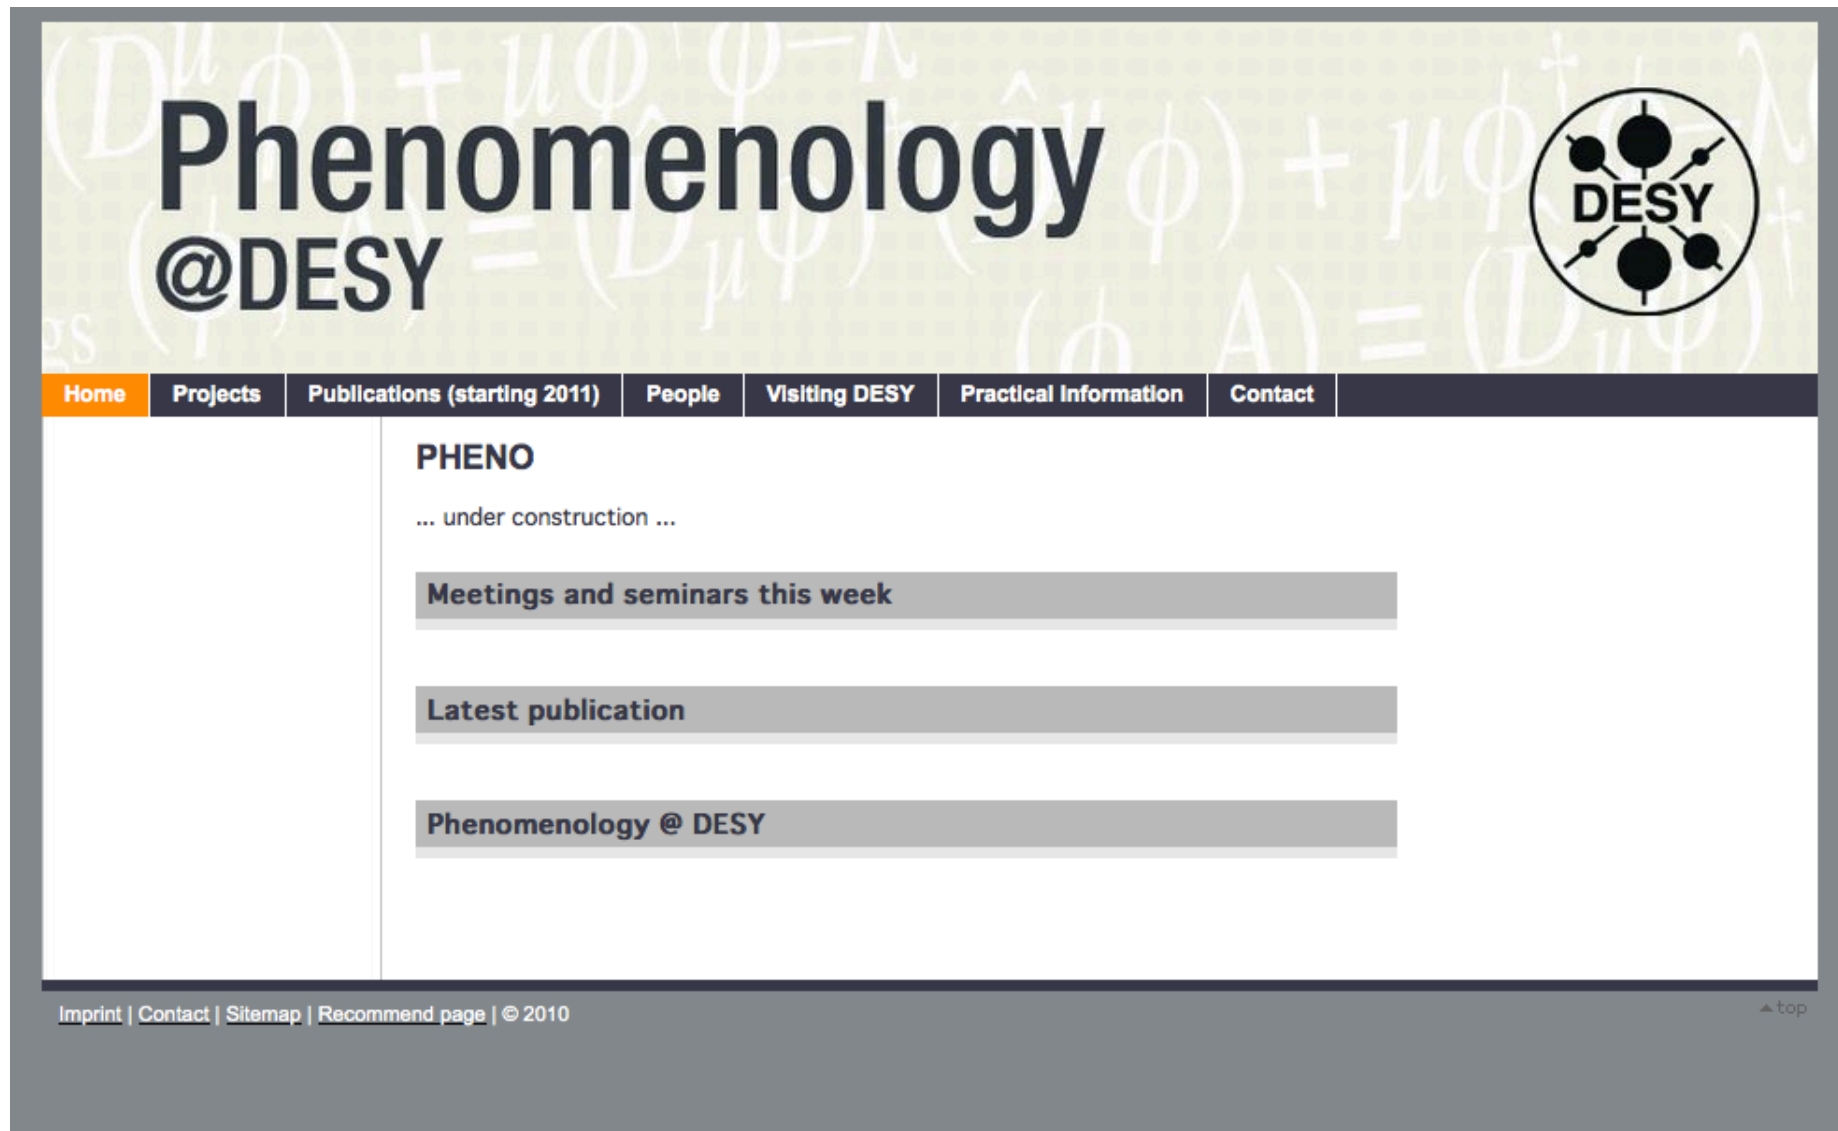 Phenomenology
@DESY
DESY
Home Projects Publications (starting 2011) People Visiting DESY Practical Information Contact
PHENO
... under construction ...
Meetings and seminars this week
Latest publication
Phenomenology @ DESY
Imprint | Contact | Sitemap | Recommend page | © 2010
top